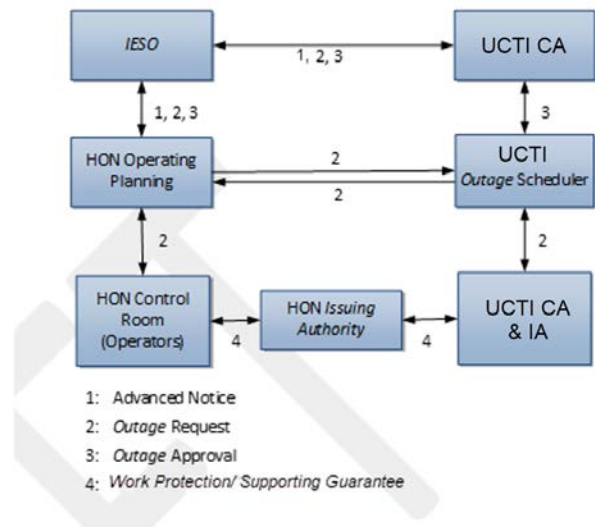 IESO
UCTI CA
1, 2, 3
1, 2, 3
3
HON Operating
Planning
2
2
UCTI
Outage Scheduler
2
2
HON Control
Room
(Operators)
4
HON Issuing
Authority
4
UCTI CA
& IA
1: Advanced Notice
2: Outage Request
3: Outage Approval
4: Work Protection/ Supporting Guarantee